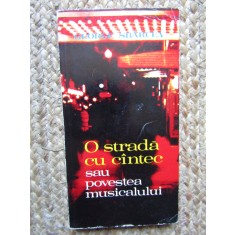 O stradă
cu cîntec
sau
povestea
musicalului